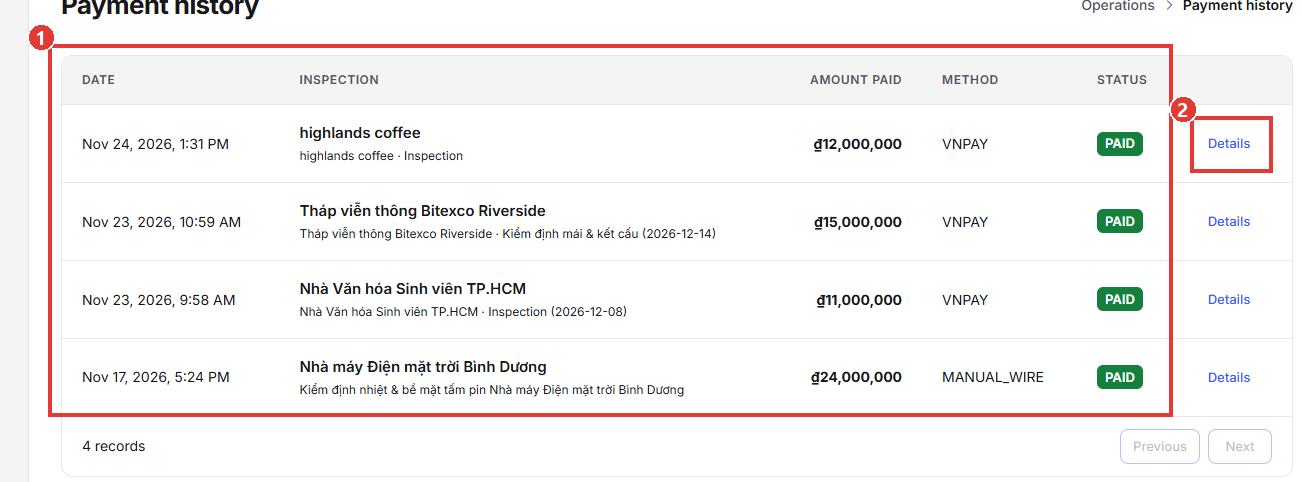 Payment history
Operations > Payment history
1
DATE INSPECTION AMOUNT PAID METHOD STATUS
2
Nov 24, 2026, 1:31 PM highlands coffee ₫12,000,000 VNPAY PAID Details
highlands coffee · Inspection
Nov 23, 2026, 10:59 AM Tháp viễn thông Bitexco Riverside ₫15,000,000 VNPAY PAID Details
Tháp viễn thông Bitexco Riverside · Kiểm định mái & kết cấu (2026-12-14)
Nov 23, 2026, 9:58 AM Nhà Văn hóa Sinh viên TP.HCM ₫11,000,000 VNPAY PAID Details
Nhà Văn hóa Sinh viên TP.HCM · Inspection (2026-12-08)
Nov 17, 2026, 5:24 PM Nhà máy Điện mặt trời Bình Dương ₫24,000,000 MANUAL_WIRE PAID Details
Kiểm định nhiệt & bề mặt tấm pin Nhà máy Điện mặt trời Bình Dương
4 records Previous Next